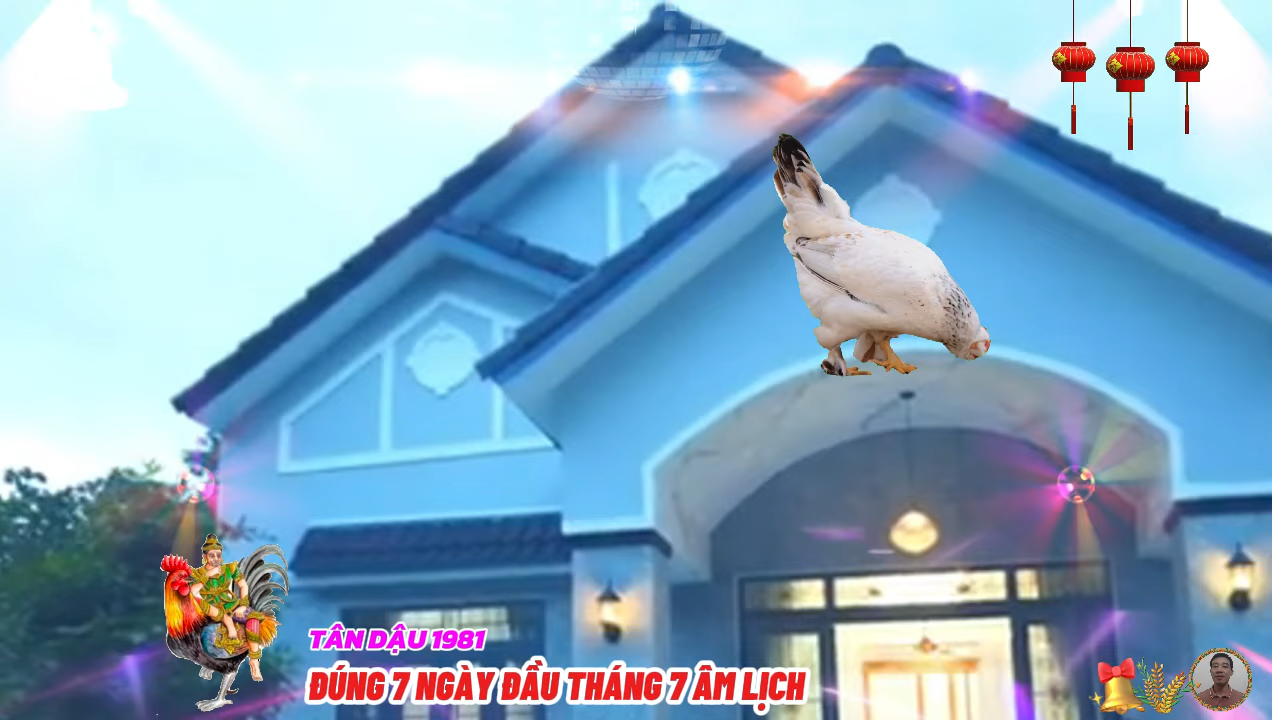 TÂN DẬU 1981
ĐÚNG 7 NGÀY ĐẦU THÁNG 7 ÂM LỊCH